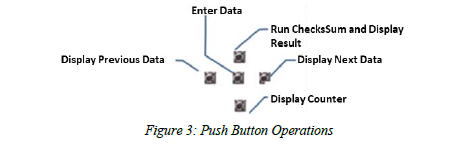 Enter Data
Run ChecksSum and Display
Result
Display Previous Data
Display Next Data
Display Counter
Figure 3: Push Button Operations